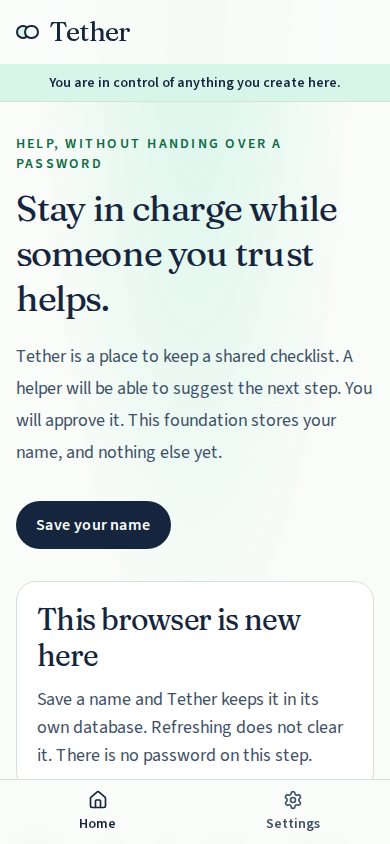 Tether
You are in control of anything you create here.
HELP, WITHOUT HANDING OVER A
PASSWORD
Stay in charge while
someone you trust
helps.
Tether is a place to keep a shared checklist. A
helper will be able to suggest the next step. You
will approve it. This foundation stores your
name, and nothing else yet.
Save your name
This browser is new
here
Save a name and Tether keeps it in its
own database. Refreshing does not clear
it. There is no password on this step.
Home
Settings